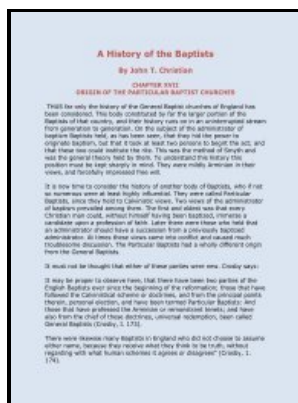 A History of the Baptists
By John T. Christian
CHAPTER XVII
ORIGIN OF THE PARTICULAR BAPTIST CHURCHES
THUS far only the history of the General Baptist churches of England has
been considered. This body constituted by far the larger portion of the
Baptists of that country, and their history runs on in an uninterrupted stream
from generation to generation. On the subject of the administrator of
baptism Baptists held, as has been seen, that they had the power to
originate baptism, but that it took at least two persons to begin the act, and
that these two could institute the rite. This was the method of Smyth and
was the general theory held by them. To understand this history this
position must be kept sharply in mind. They were mildly Arminian in their
views, and forcefully impressed free will.
It is now time to consider the history of another body of Baptists, who if not
so numerous were at least highly influential. They were called Particular
Baptists, since they held to Calvinistic views. Two views of the administrator
of baptism prevailed among them. The first and oldest was that every
Christian man could, without himself having been baptized, immerse a
candidate upon a profession of faith. Later there were those who held that
an administrator should have a succession from a previously baptized
administrator. At times these views came into conflict and caused much
troublesome discussion. The Particular Baptists had a wholly different origin
from the General Baptists.
It must not be thought that either of these parties were new. Crosby says:
It may be proper to observe here, that there have been two parties of the
English Baptists ever since the beginning of the reformation; those that have
followed the Calvinistical scheme or doctrines, and from the principal points
therein, personal election, and have been termed Particular Baptists: And
those that have professed the Arminian or remonstrant tenets; and have
also from the chief of those doctrines, universal redemption, been called
General Baptists (Crosby, I. 173).
There were likewise many Baptists in England who did not choose to assume
either name, because they receive what they think to be truth, without
regarding with what human schemes it agrees or disagrees" (Crosby, I.
174).